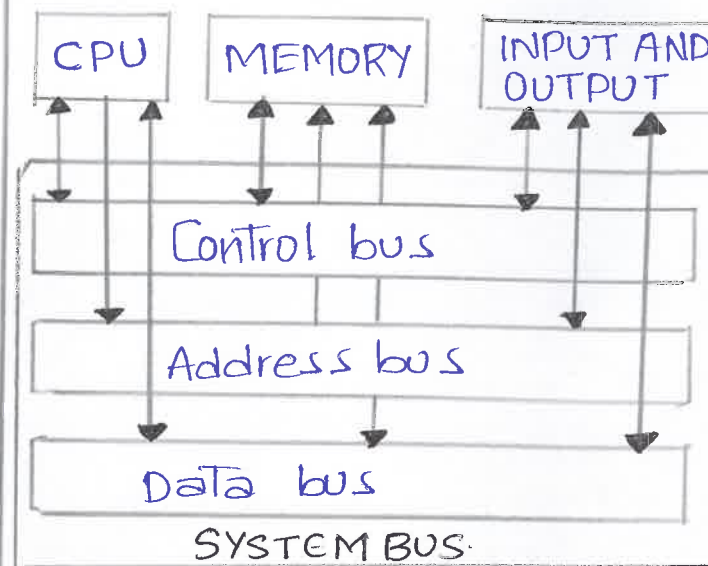 CPU
MEMORY
INPUT AND
OUTPUT
Control bus
Address bus
Data bus
SYSTEM BUS.